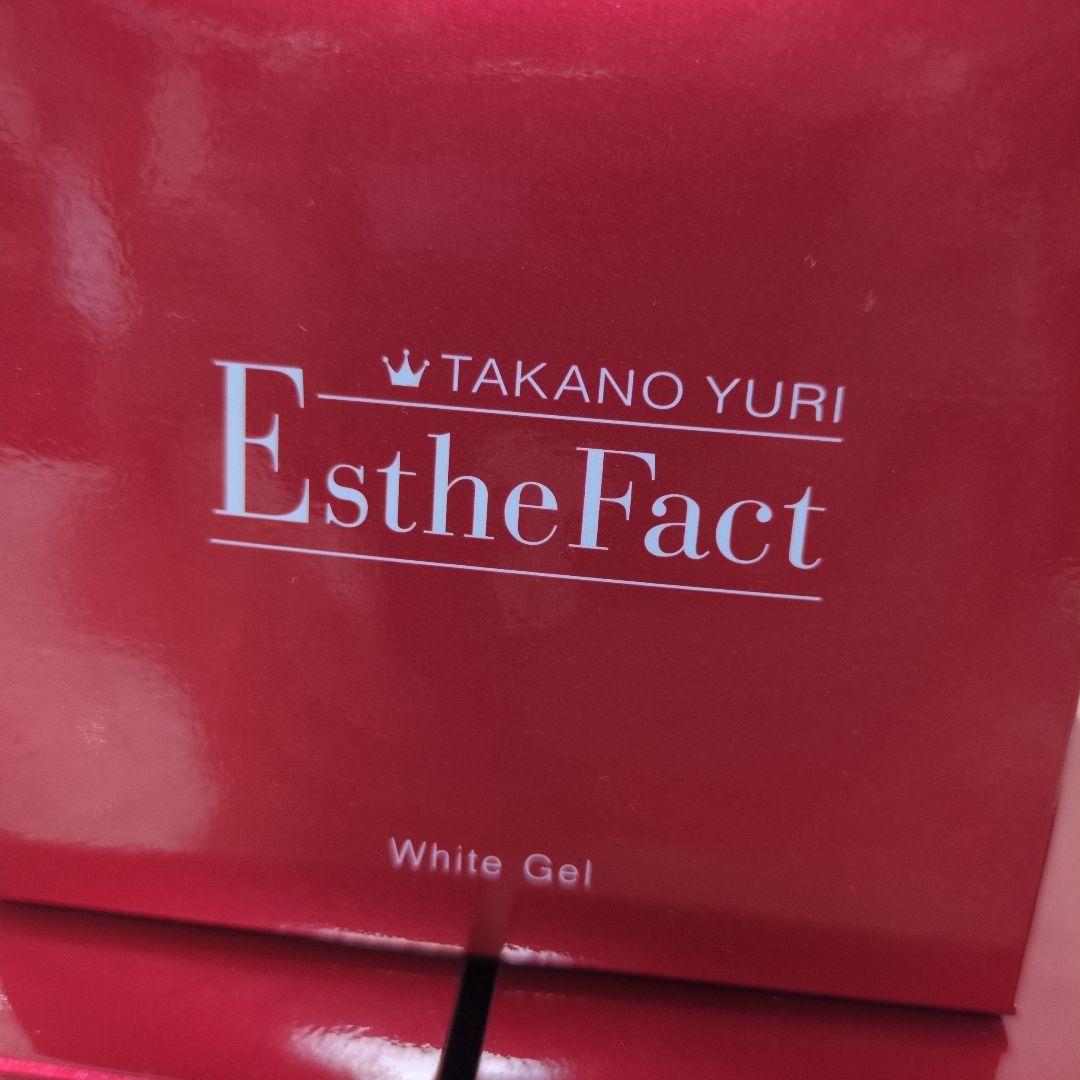 TAKANO YURI
EstheFact
White Gel